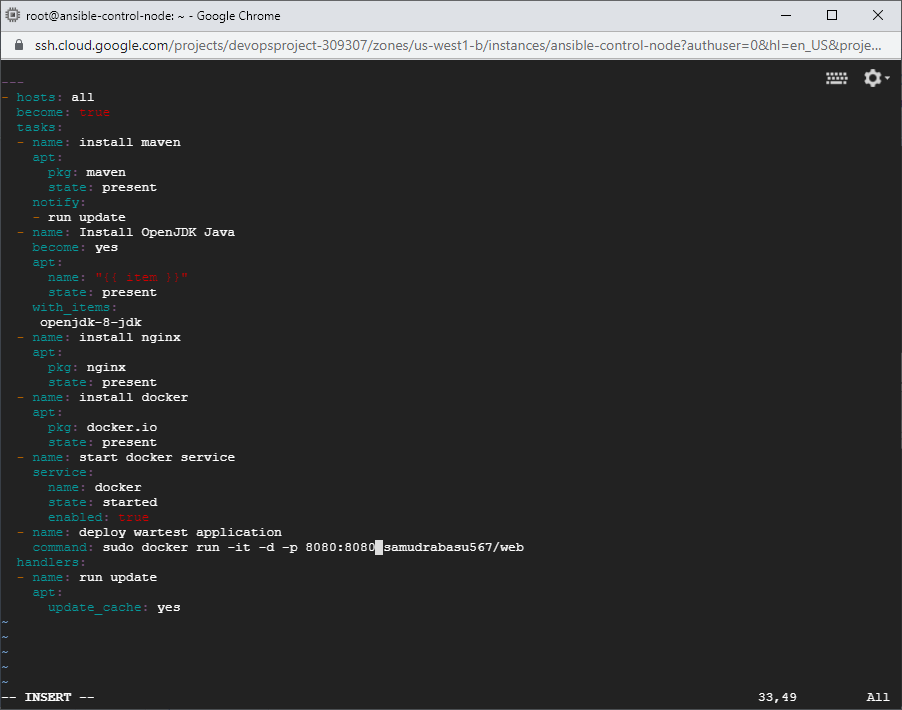 root@ansible-control-node: ~ - Google Chrome
ssh.cloud.google.com/projects/devopsproject-309307/zones/us-west1-b/instances/ansible-control-node?authuser=0&hl=en_US&proje...
---
- hosts: all
  become: true
  tasks:
  - name: install maven
    apt:
      pkg: maven
      state: present
    notify:
    - run update
  - name: Install OpenJDK Java
    become: yes
    apt:
      name: "{{ item }}"
      state: present
    with_items:
     openjdk-8-jdk
  - name: install nginx
    apt:
      pkg: nginx
      state: present
  - name: install docker
    apt:
      pkg: docker.io
      state: present
  - name: start docker service
    service:
      name: docker
      state: started
      enabled: true
  - name: deploy wartest application
    command: sudo docker run -it -d -p 8080:8080 samudrabasu567/web
  handlers:
  - name: run update
    apt:
      update_cache: yes
~
~
~
~
~
-- INSERT -- 33,49 All